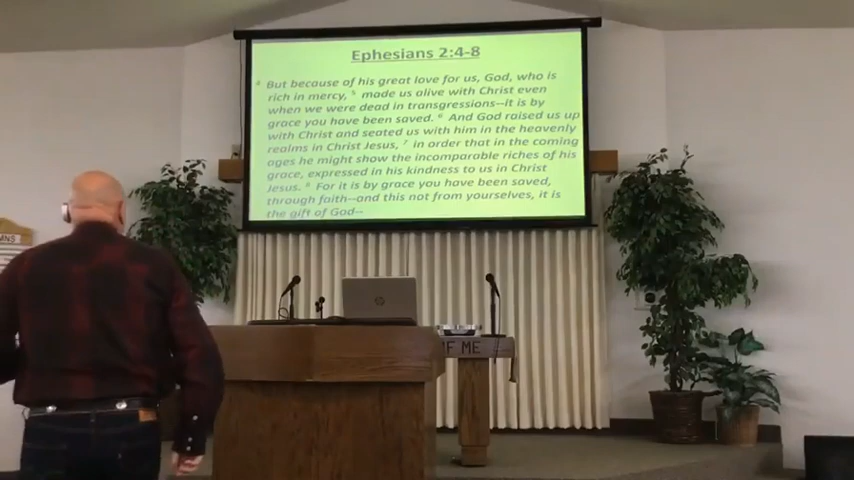 Ephesians 2:4-8
4 But because of his great love for us, God, who is
rich in mercy, 5 made us alive with Christ even
when we were dead in transgressions--it is by
grace you have been saved. 6 And God raised us up
with Christ and seated us with him in the heavenly
realms in Christ Jesus, 7 in order that in the coming
ages he might show the incomparable riches of his
grace, expressed in his kindness to us in Christ
Jesus. 8 For it is by grace you have been saved,
through faith--and this not from yourselves, it is
the gift of God--
MNS
OF ME
hp